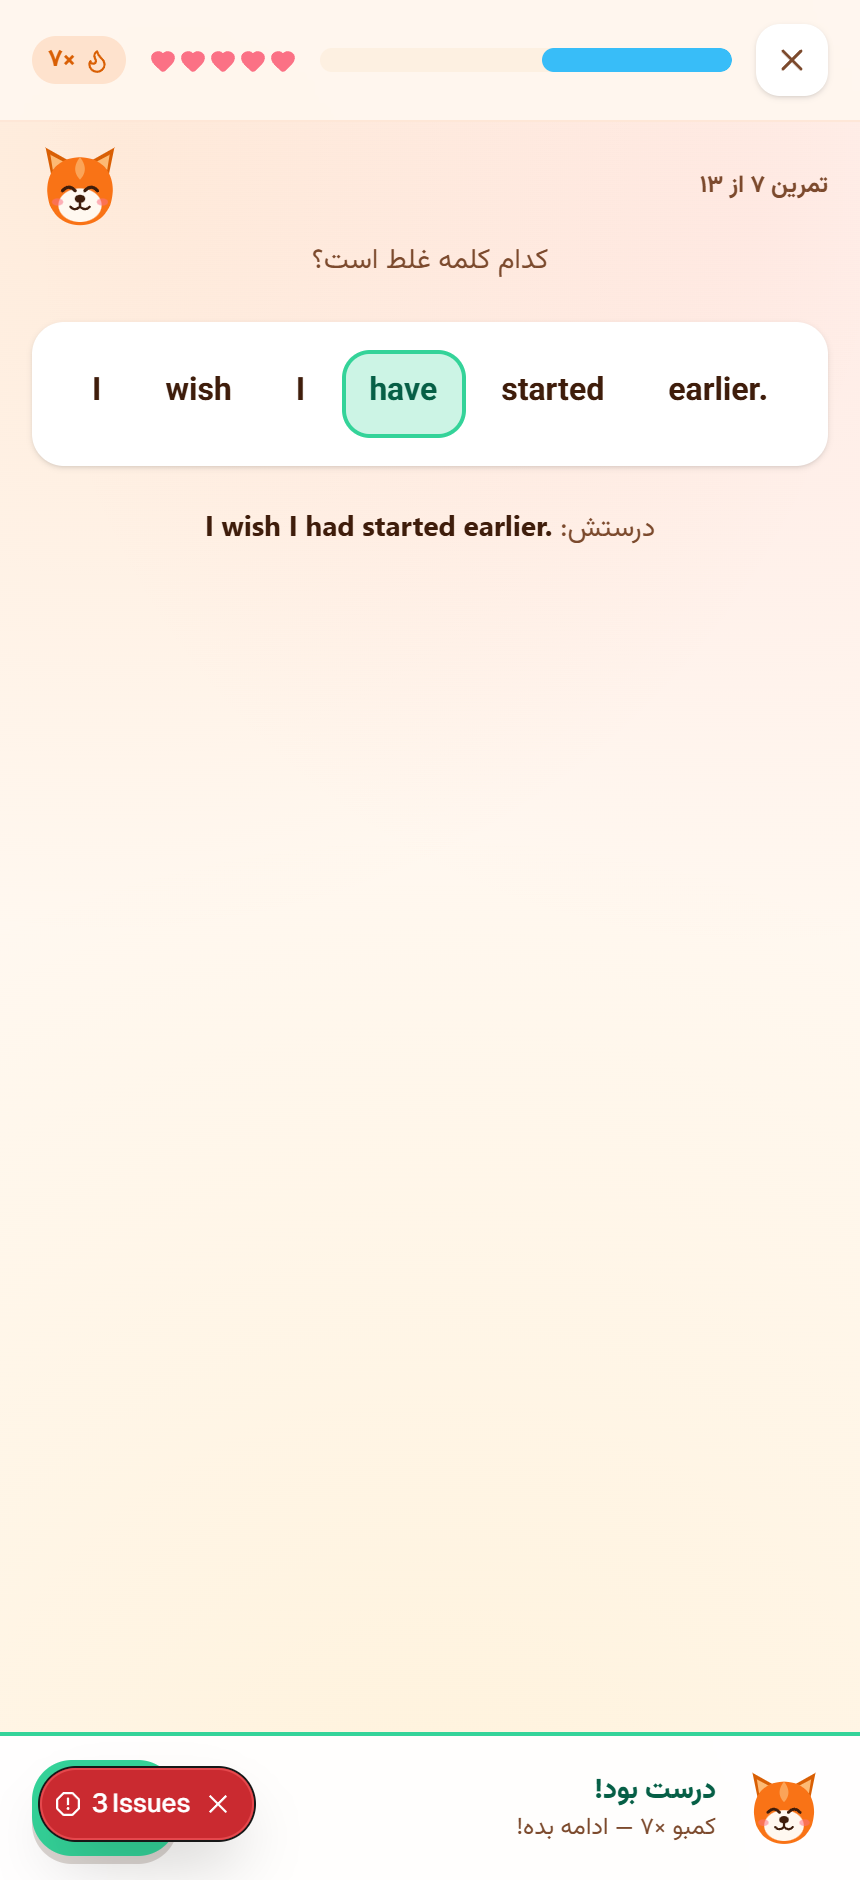 ۷×
تمرین ۷ از ۱۳
کدام کلمه غلط است؟
I wish I have started earlier.
درستش: I wish I had started earlier.
درست بود!
کمبو ×۷ — ادامه بده!
3 Issues